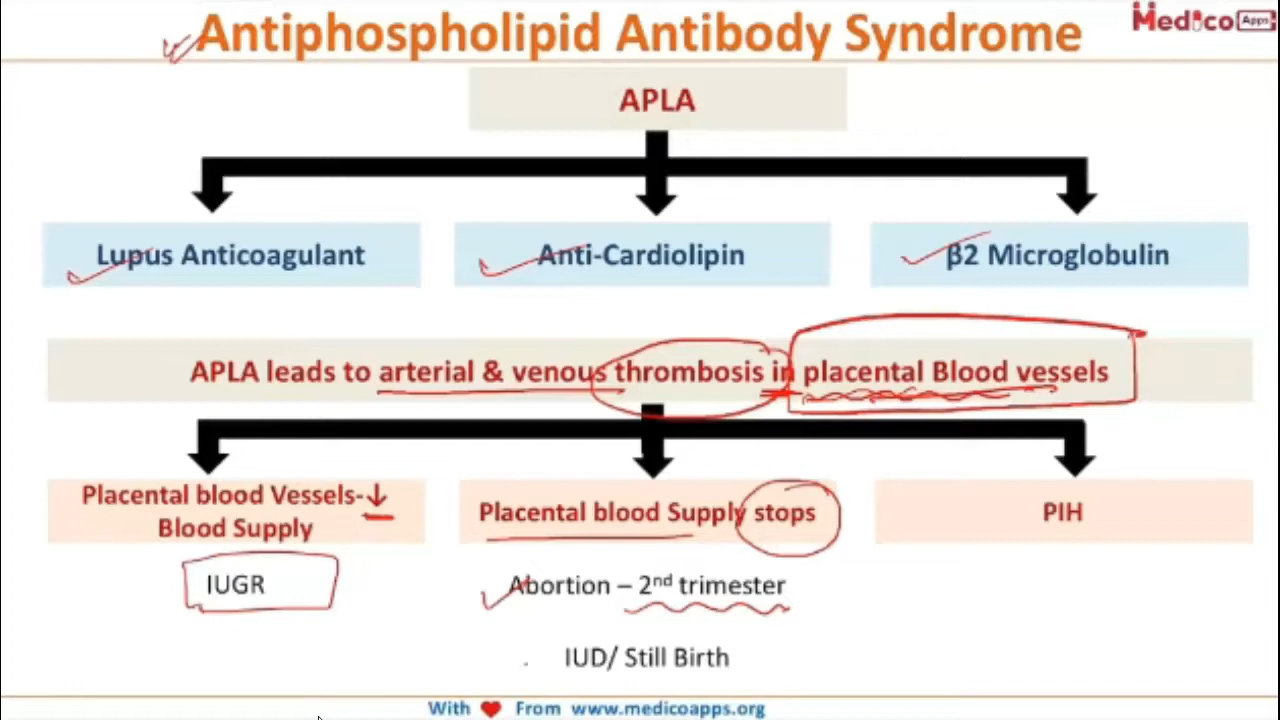 Antiphospholipid Antibody Syndrome
Medico Apps
APLA
Lupus Anticoagulant
Anti-Cardiolipin
β2 Microglobulin
APLA leads to arterial & venous thrombosis in placental Blood vessels
Placental blood Vessels-↓
Blood Supply
Placental blood Supply stops
PIH
IUGR
Abortion – 2nd trimester
IUD/ Still Birth
With ❤ From www.medicoapps.org